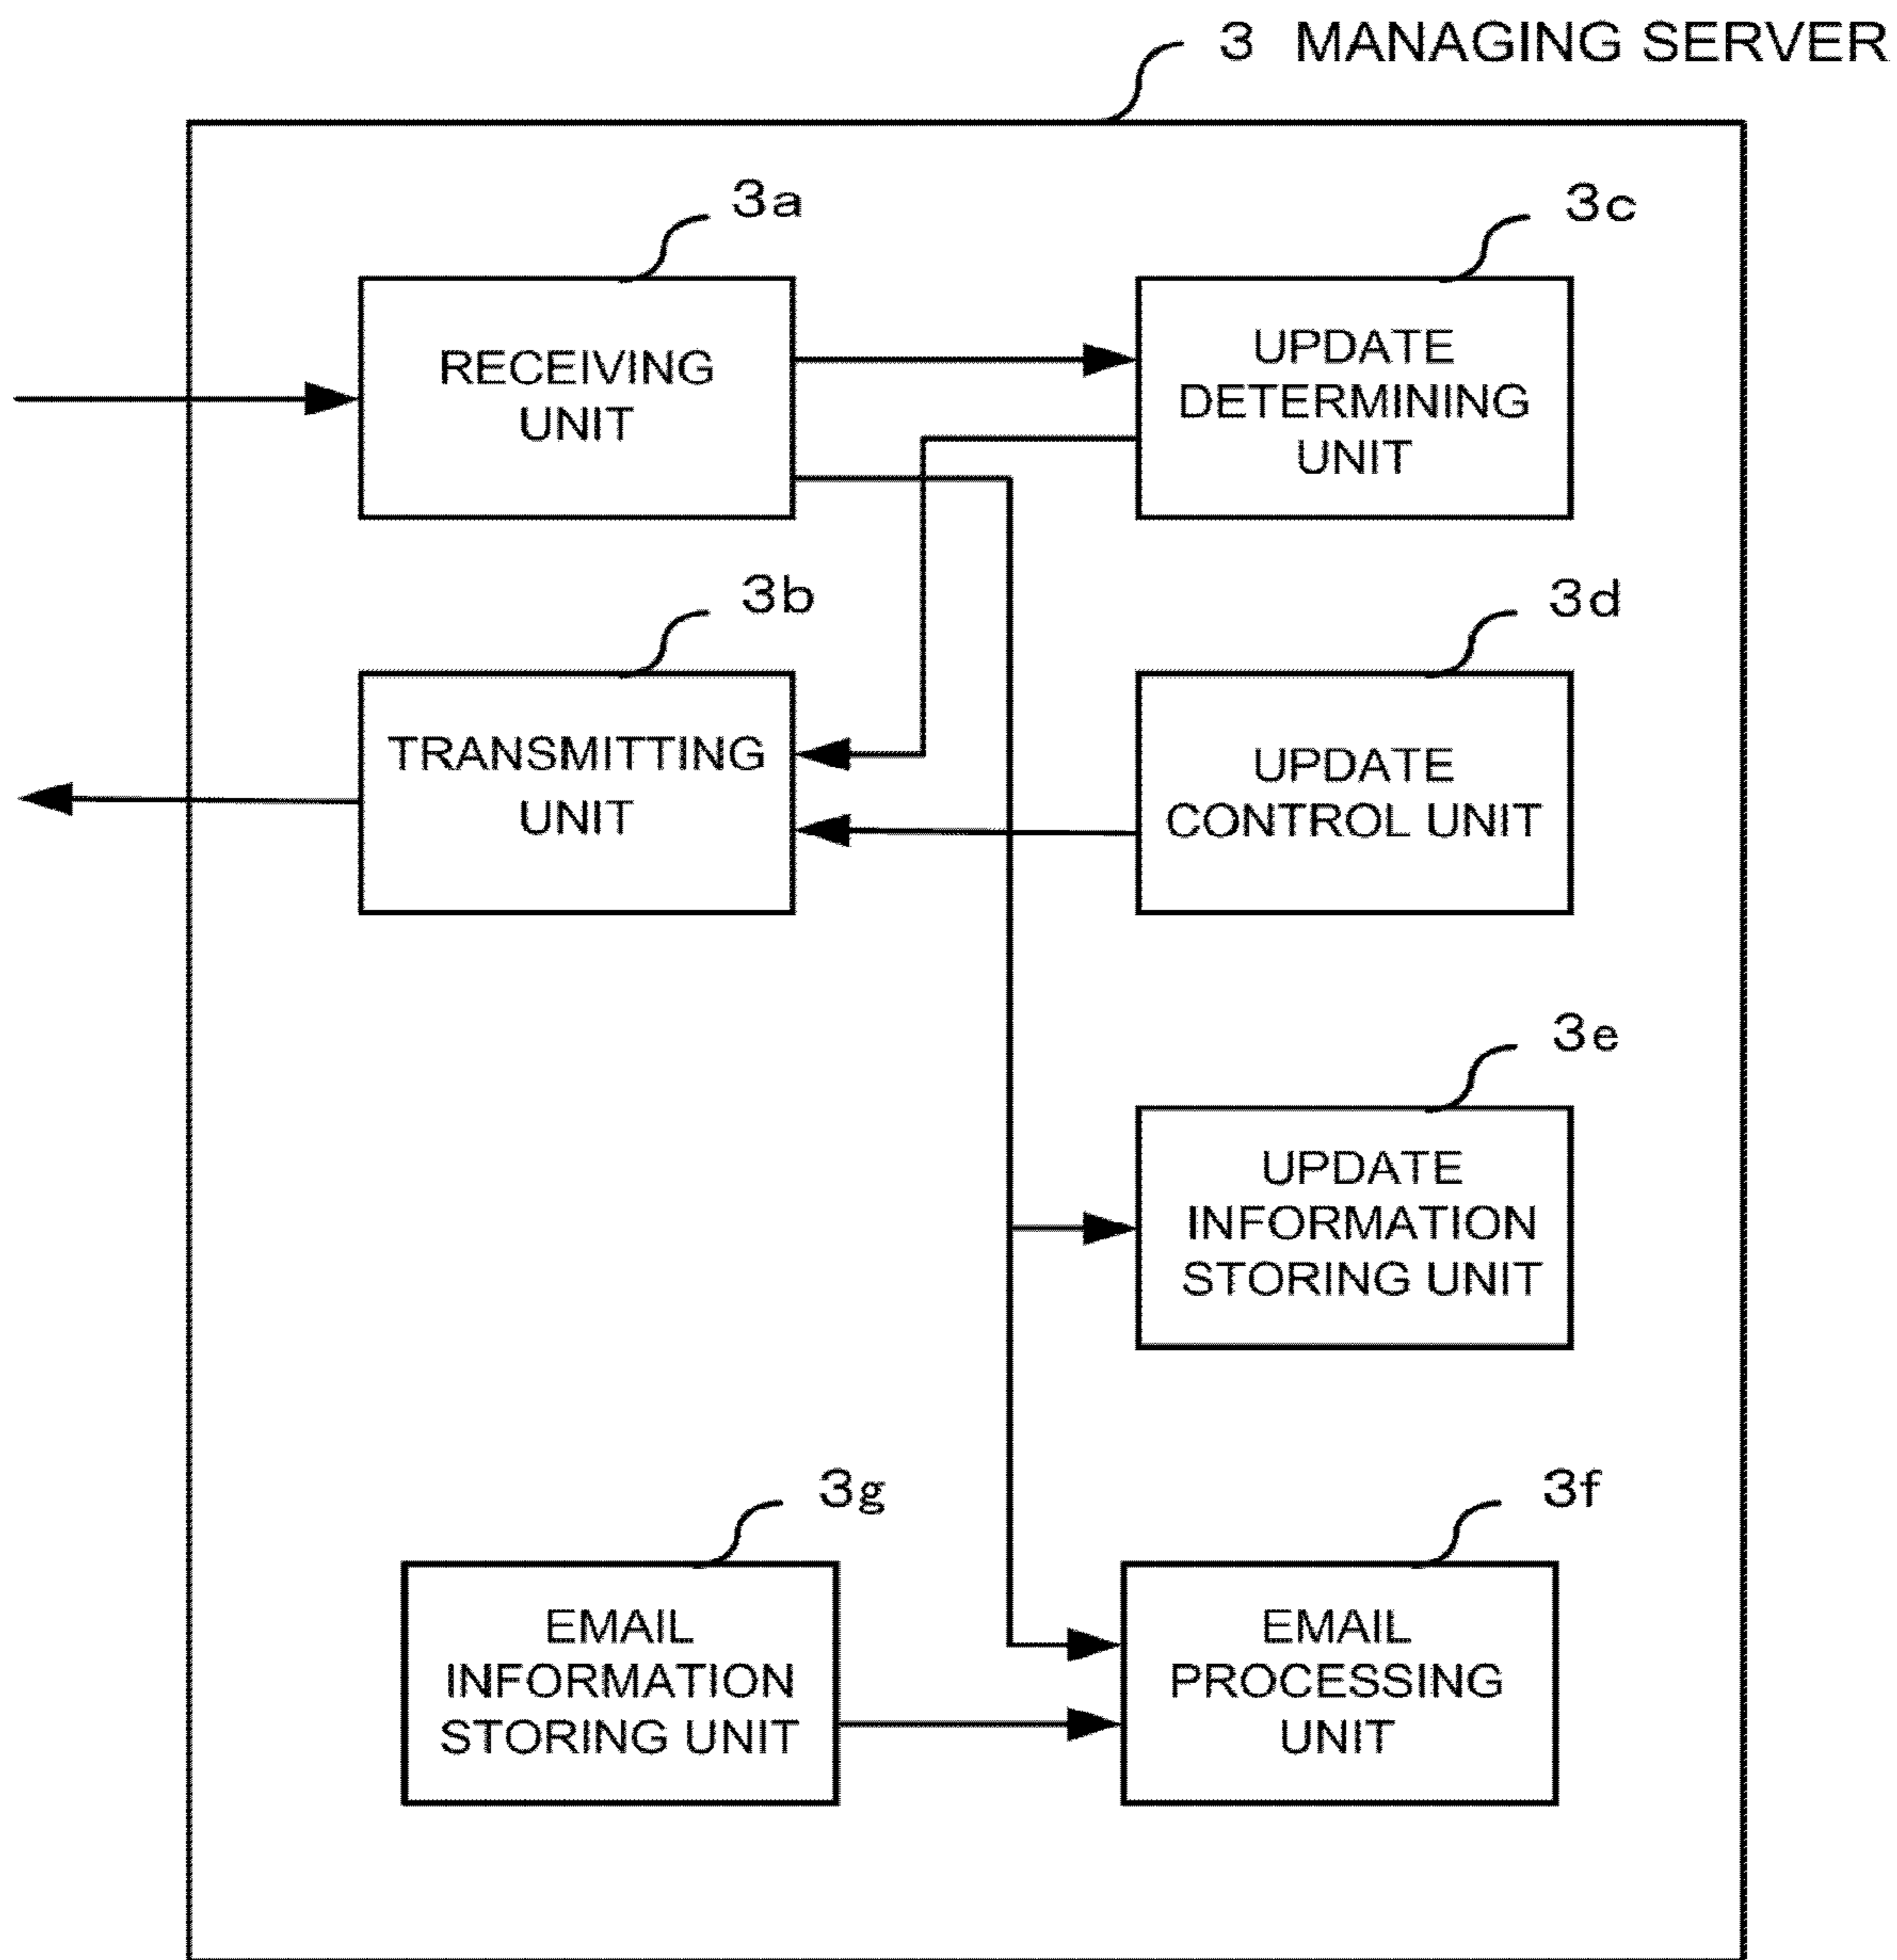 3 MANAGING SERVER
3a
RECEIVING
UNIT
3c
UPDATE
DETERMINING
UNIT
3b
TRANSMITTING
UNIT
3d
UPDATE
CONTROL UNIT
3e
UPDATE
INFORMATION
STORING UNIT
3g
EMAIL
INFORMATION
STORING UNIT
3f
EMAIL
PROCESSING
UNIT